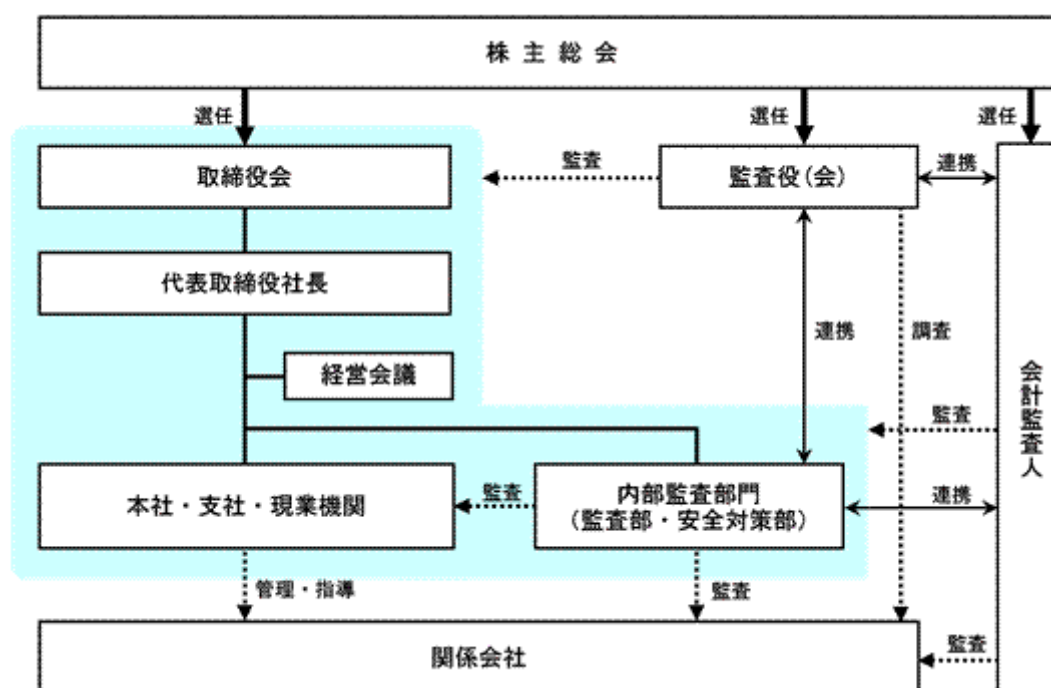 株主総会
選任
選任
選任
取締役会
監査
監査役(会)
連携
代表取締役社長
連携
調査
経営会議
会計監査人
監査
本社・支社・現業機関
監査
内部監査部門
(監査部・安全対策部)
連携
管理・指導
監査
関係会社
監査